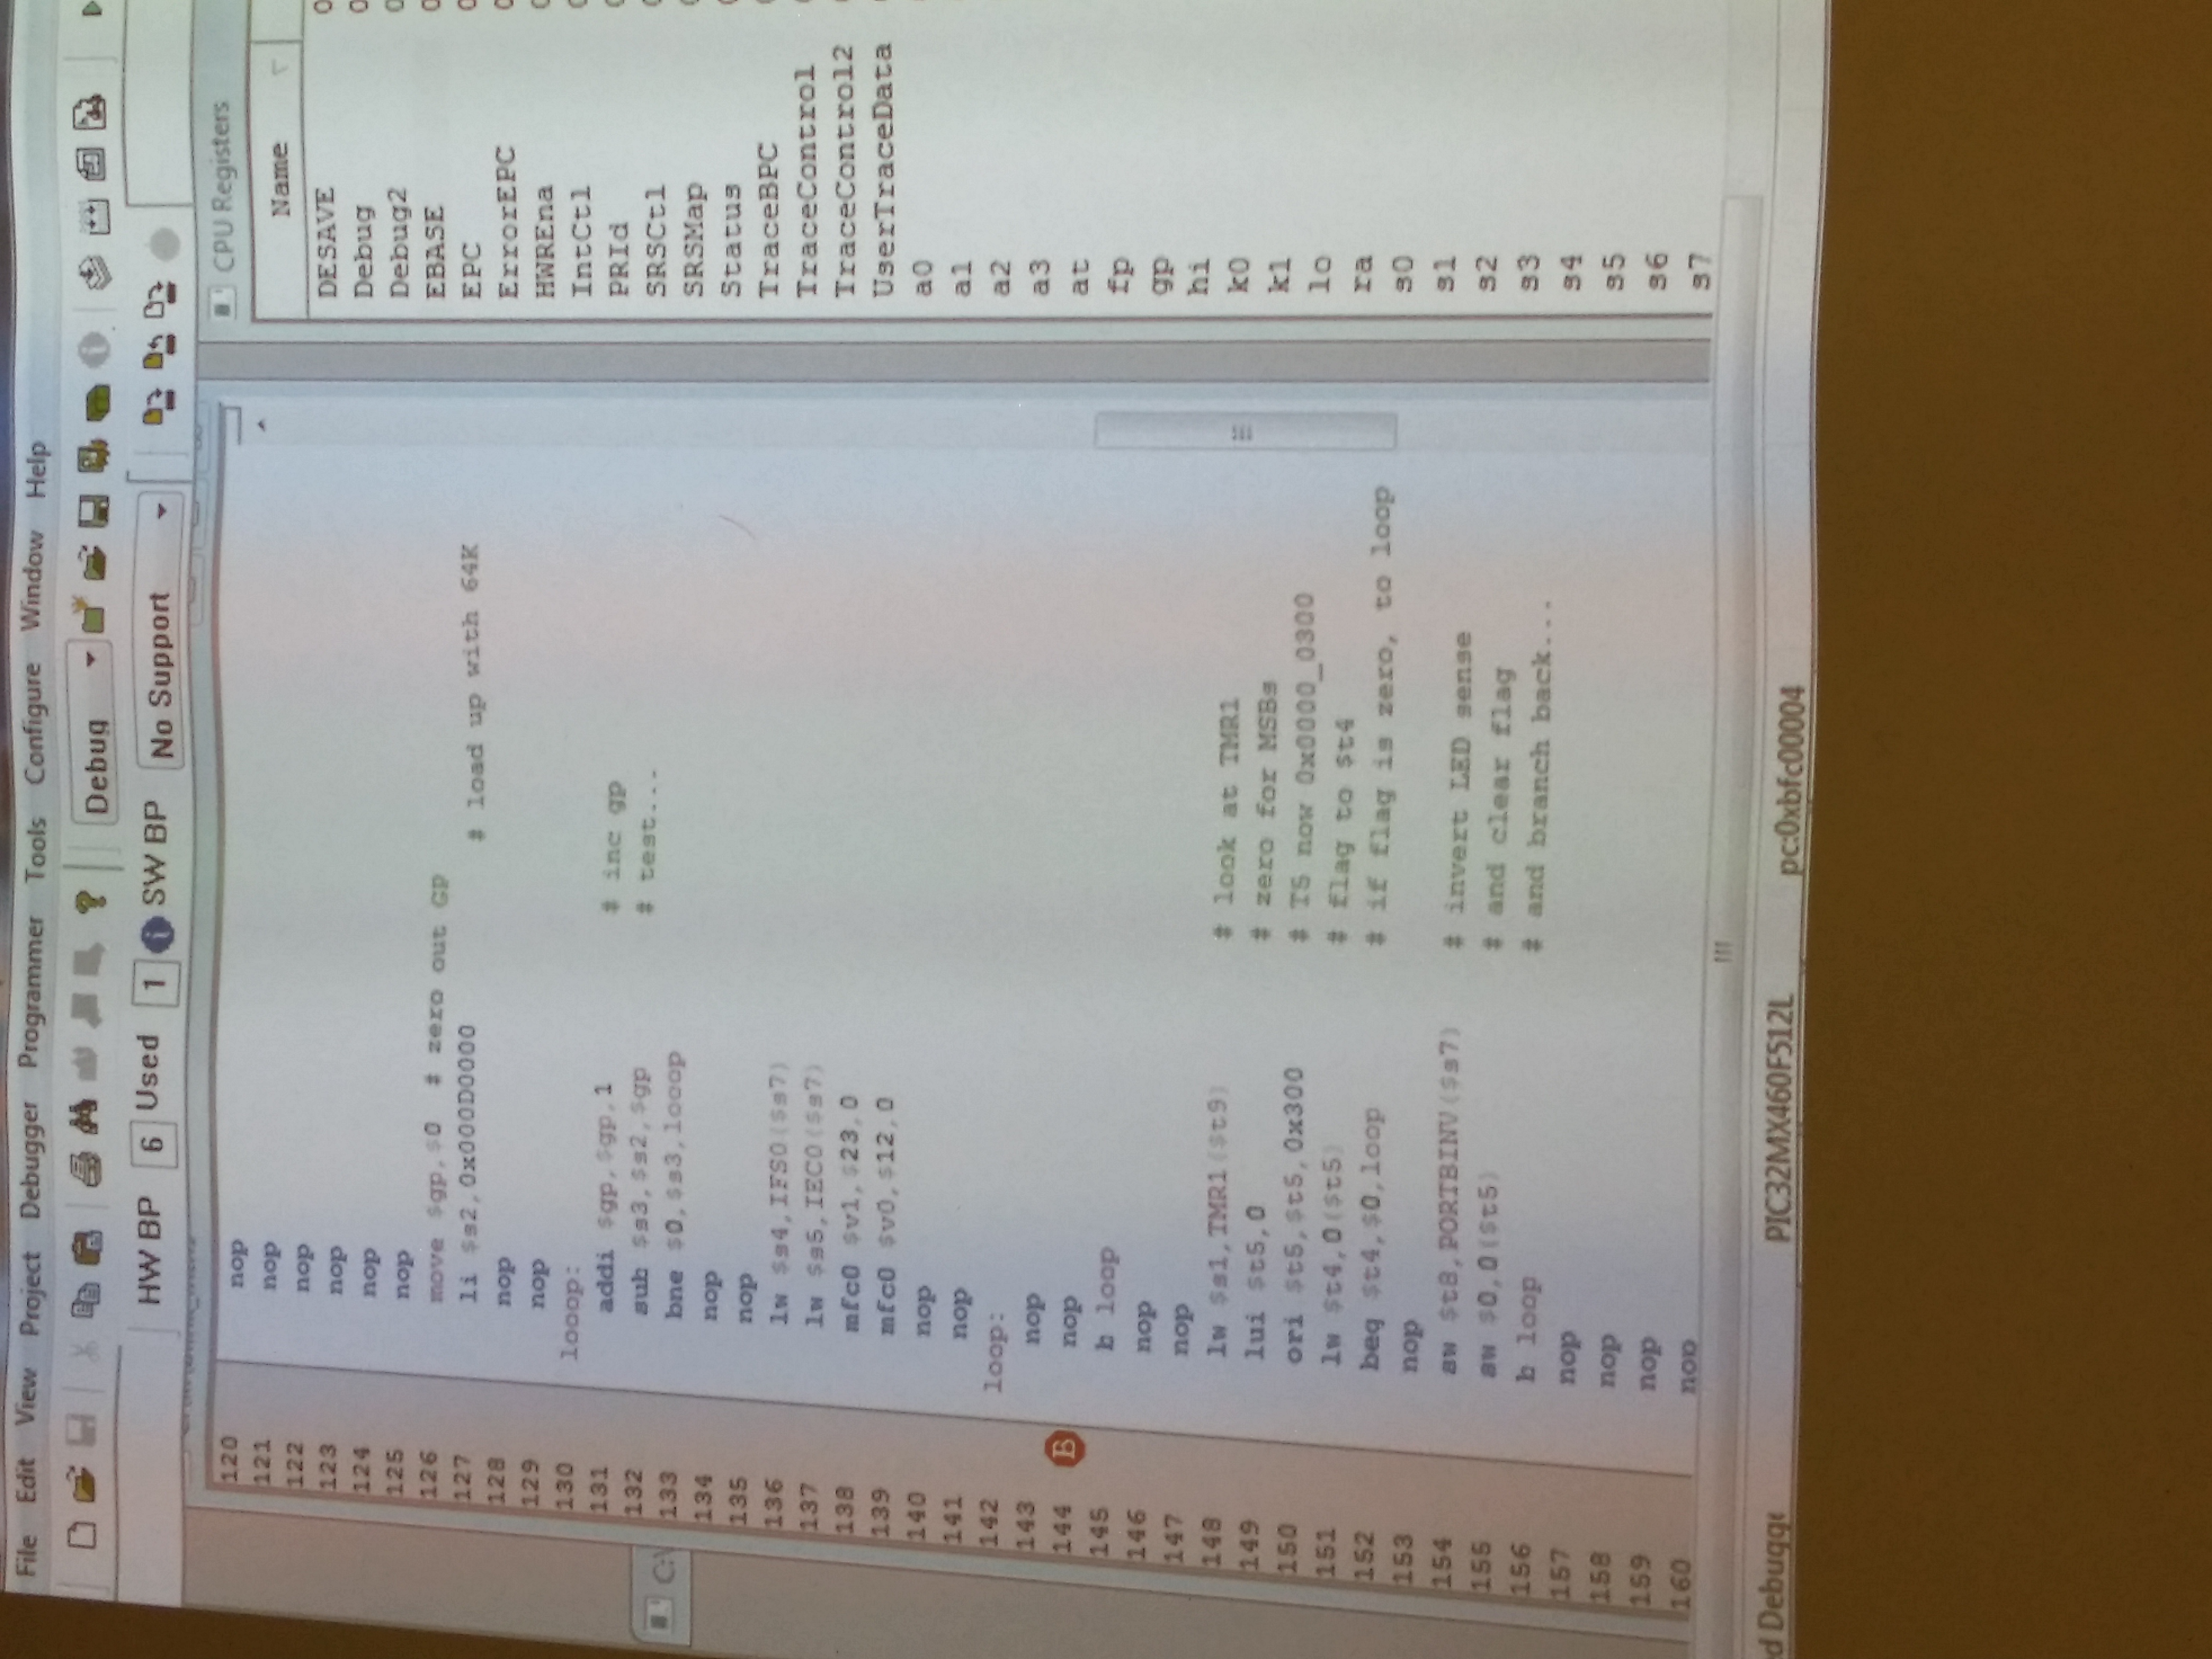 File Edit View Project Debugger Programmer Tools Configure Window Help
Debug
HW BP 6 Used 1 SW BP No Support
120 nop
121 nop
122 nop
123 nop
124 nop
125 nop
126 move $gp,$0 # zero out GP
127 li $s2,0x000D0000 # load up with 64K
128 nop
129 nop
130 looop:
131 addi $gp,$gp,1 # inc gp
132 sub $s3,$s2,$gp # test...
133 bne $0,$s3,looop
134 nop
135 nop
136 lw $s4,IFS0($s7)
137 lw $s5,IEC0($s7)
138 mfc0 $v1,$23,0
139 mfc0 $v0,$12,0
140 nop
141 nop
142 loop:
143 nop
144 B nop
145 b loop
146 nop
147 nop
148 lw $s1,TMR1($t9) # look at TMR1
149 lui $t5,0 # zero for MSBs
150 ori $t5,$t5,0x300 # T5 now 0x0000_0300
151 lw $t4,0($t5) # flag to $t4
152 beq $t4,$0,loop # if flag is zero, to loop
153 nop
154 sw $t8,PORTBINV($s7) # invert LED sense
155 sw $0,0($t5) # and clear flag
156 b loop # and branch back...
157 nop
158 nop
159 nop
160 nop
C:\
CPU Registers
Name
DESAVE
Debug
Debug2
EBASE
EPC
ErrorEPC
HWREna
IntCtl
PRId
SRSCtl
SRSMap
Status
TraceBPC
TraceControl
TraceControl2
UserTraceData
a0
a1
a2
a3
at
fp
gp
hi
k0
k1
lo
ra
s0
s1
s2
s3
s4
s5
s6
s7
PIC32MX460F512L pc:0xbfc00004